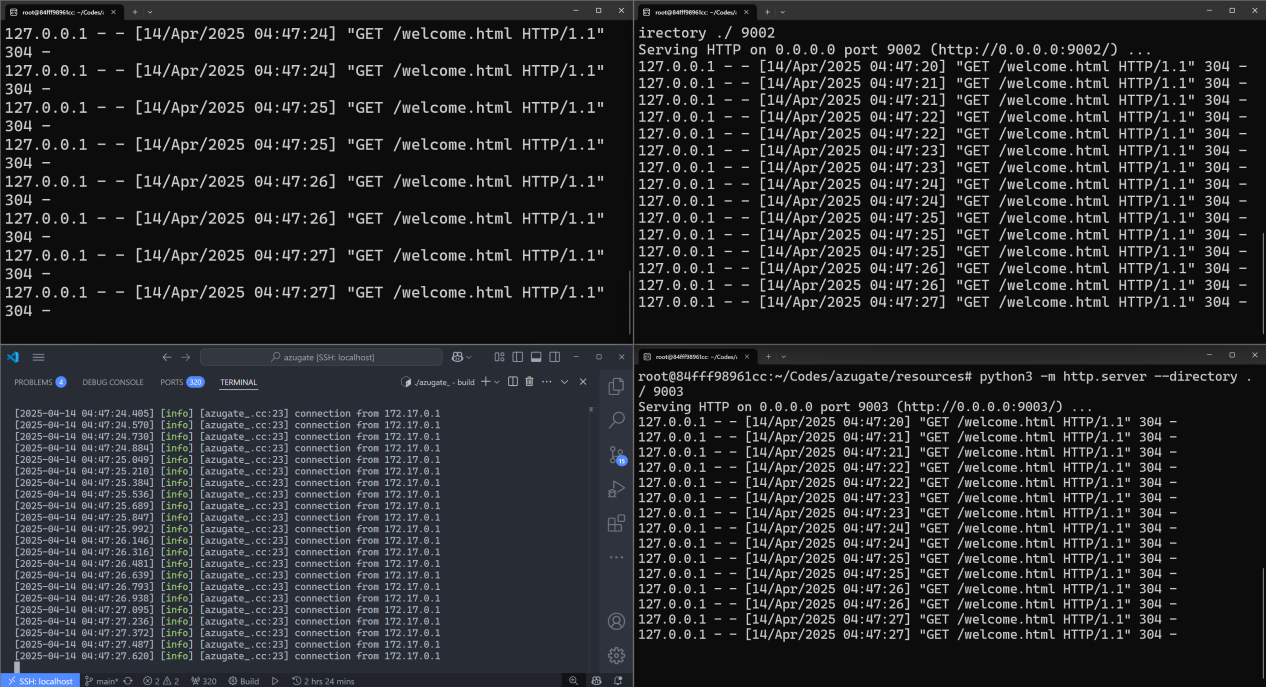 root@84fff98961cc: ~/Codes/
127.0.0.1 - - [14/Apr/2025 04:47:24] "GET /welcome.html HTTP/1.1"
304 -
127.0.0.1 - - [14/Apr/2025 04:47:24] "GET /welcome.html HTTP/1.1"
304 -
127.0.0.1 - - [14/Apr/2025 04:47:25] "GET /welcome.html HTTP/1.1"
304 -
127.0.0.1 - - [14/Apr/2025 04:47:25] "GET /welcome.html HTTP/1.1"
304 -
127.0.0.1 - - [14/Apr/2025 04:47:26] "GET /welcome.html HTTP/1.1"
304 -
127.0.0.1 - - [14/Apr/2025 04:47:26] "GET /welcome.html HTTP/1.1"
304 -
127.0.0.1 - - [14/Apr/2025 04:47:27] "GET /welcome.html HTTP/1.1"
304 -
127.0.0.1 - - [14/Apr/2025 04:47:27] "GET /welcome.html HTTP/1.1"
304 -
root@84fff98961cc: ~/Codes/
irectory ./ 9002
Serving HTTP on 0.0.0.0 port 9002 (http://0.0.0.0:9002/) ...
127.0.0.1 - - [14/Apr/2025 04:47:20] "GET /welcome.html HTTP/1.1" 304 -
127.0.0.1 - - [14/Apr/2025 04:47:21] "GET /welcome.html HTTP/1.1" 304 -
127.0.0.1 - - [14/Apr/2025 04:47:21] "GET /welcome.html HTTP/1.1" 304 -
127.0.0.1 - - [14/Apr/2025 04:47:22] "GET /welcome.html HTTP/1.1" 304 -
127.0.0.1 - - [14/Apr/2025 04:47:22] "GET /welcome.html HTTP/1.1" 304 -
127.0.0.1 - - [14/Apr/2025 04:47:23] "GET /welcome.html HTTP/1.1" 304 -
127.0.0.1 - - [14/Apr/2025 04:47:23] "GET /welcome.html HTTP/1.1" 304 -
127.0.0.1 - - [14/Apr/2025 04:47:24] "GET /welcome.html HTTP/1.1" 304 -
127.0.0.1 - - [14/Apr/2025 04:47:24] "GET /welcome.html HTTP/1.1" 304 -
127.0.0.1 - - [14/Apr/2025 04:47:25] "GET /welcome.html HTTP/1.1" 304 -
127.0.0.1 - - [14/Apr/2025 04:47:25] "GET /welcome.html HTTP/1.1" 304 -
127.0.0.1 - - [14/Apr/2025 04:47:25] "GET /welcome.html HTTP/1.1" 304 -
127.0.0.1 - - [14/Apr/2025 04:47:26] "GET /welcome.html HTTP/1.1" 304 -
127.0.0.1 - - [14/Apr/2025 04:47:26] "GET /welcome.html HTTP/1.1" 304 -
127.0.0.1 - - [14/Apr/2025 04:47:27] "GET /welcome.html HTTP/1.1" 304 -
azugate [SSH: localhost]
PROBLEMS 4 DEBUG CONSOLE PORTS 320 TERMINAL ./azugate_ - build
[2025-04-14 04:47:24.405] [info] [azugate_.cc:23] connection from 172.17.0.1
[2025-04-14 04:47:24.570] [info] [azugate_.cc:23] connection from 172.17.0.1
[2025-04-14 04:47:24.730] [info] [azugate_.cc:23] connection from 172.17.0.1
[2025-04-14 04:47:24.884] [info] [azugate_.cc:23] connection from 172.17.0.1
[2025-04-14 04:47:25.049] [info] [azugate_.cc:23] connection from 172.17.0.1
[2025-04-14 04:47:25.210] [info] [azugate_.cc:23] connection from 172.17.0.1
[2025-04-14 04:47:25.384] [info] [azugate_.cc:23] connection from 172.17.0.1
[2025-04-14 04:47:25.536] [info] [azugate_.cc:23] connection from 172.17.0.1
[2025-04-14 04:47:25.689] [info] [azugate_.cc:23] connection from 172.17.0.1
[2025-04-14 04:47:25.847] [info] [azugate_.cc:23] connection from 172.17.0.1
[2025-04-14 04:47:25.992] [info] [azugate_.cc:23] connection from 172.17.0.1
[2025-04-14 04:47:26.146] [info] [azugate_.cc:23] connection from 172.17.0.1
[2025-04-14 04:47:26.316] [info] [azugate_.cc:23] connection from 172.17.0.1
[2025-04-14 04:47:26.481] [info] [azugate_.cc:23] connection from 172.17.0.1
[2025-04-14 04:47:26.639] [info] [azugate_.cc:23] connection from 172.17.0.1
[2025-04-14 04:47:26.793] [info] [azugate_.cc:23] connection from 172.17.0.1
[2025-04-14 04:47:26.938] [info] [azugate_.cc:23] connection from 172.17.0.1
[2025-04-14 04:47:27.095] [info] [azugate_.cc:23] connection from 172.17.0.1
[2025-04-14 04:47:27.236] [info] [azugate_.cc:23] connection from 172.17.0.1
[2025-04-14 04:47:27.372] [info] [azugate_.cc:23] connection from 172.17.0.1
[2025-04-14 04:47:27.487] [info] [azugate_.cc:23] connection from 172.17.0.1
[2025-04-14 04:47:27.620] [info] [azugate_.cc:23] connection from 172.17.0.1
15
SSH: localhost main* 2 2 320 Build 2 hrs 24 mins
root@84fff98961cc: ~/Codes/
root@84fff98961cc:~/Codes/azugate/resources# python3 -m http.server --directory .
/ 9003
Serving HTTP on 0.0.0.0 port 9003 (http://0.0.0.0:9003/) ...
127.0.0.1 - - [14/Apr/2025 04:47:20] "GET /welcome.html HTTP/1.1" 304 -
127.0.0.1 - - [14/Apr/2025 04:47:21] "GET /welcome.html HTTP/1.1" 304 -
127.0.0.1 - - [14/Apr/2025 04:47:21] "GET /welcome.html HTTP/1.1" 304 -
127.0.0.1 - - [14/Apr/2025 04:47:22] "GET /welcome.html HTTP/1.1" 304 -
127.0.0.1 - - [14/Apr/2025 04:47:22] "GET /welcome.html HTTP/1.1" 304 -
127.0.0.1 - - [14/Apr/2025 04:47:23] "GET /welcome.html HTTP/1.1" 304 -
127.0.0.1 - - [14/Apr/2025 04:47:23] "GET /welcome.html HTTP/1.1" 304 -
127.0.0.1 - - [14/Apr/2025 04:47:24] "GET /welcome.html HTTP/1.1" 304 -
127.0.0.1 - - [14/Apr/2025 04:47:24] "GET /welcome.html HTTP/1.1" 304 -
127.0.0.1 - - [14/Apr/2025 04:47:25] "GET /welcome.html HTTP/1.1" 304 -
127.0.0.1 - - [14/Apr/2025 04:47:25] "GET /welcome.html HTTP/1.1" 304 -
127.0.0.1 - - [14/Apr/2025 04:47:26] "GET /welcome.html HTTP/1.1" 304 -
127.0.0.1 - - [14/Apr/2025 04:47:26] "GET /welcome.html HTTP/1.1" 304 -
127.0.0.1 - - [14/Apr/2025 04:47:27] "GET /welcome.html HTTP/1.1" 304 -
127.0.0.1 - - [14/Apr/2025 04:47:27] "GET /welcome.html HTTP/1.1" 304 -